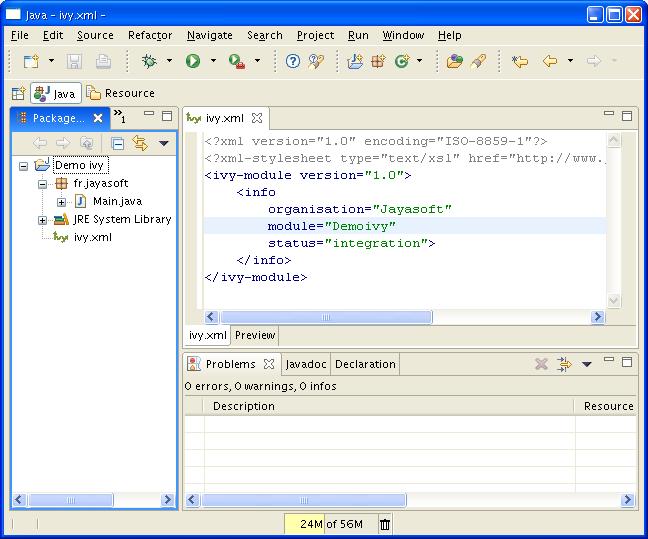 Java - ivy.xml -
File Edit Source Refactor Navigate Search Project Run Window Help
Java Resource
Package... »1
Demo ivy
fr.jayasoft
Main.java
JRE System Library
ivy.xml
ivy.xml
<?xml version="1.0" encoding="ISO-8859-1"?>
<?xml-stylesheet type="text/xsl" href="http://www.
<ivy-module version="1.0">
<info
organisation="Jayasoft"
module="Demoivy"
status="integration">
</info>
</ivy-module>
ivy.xml Preview
Problems Javadoc Declaration
0 errors, 0 warnings, 0 infos
Description Resource
24M of 56M